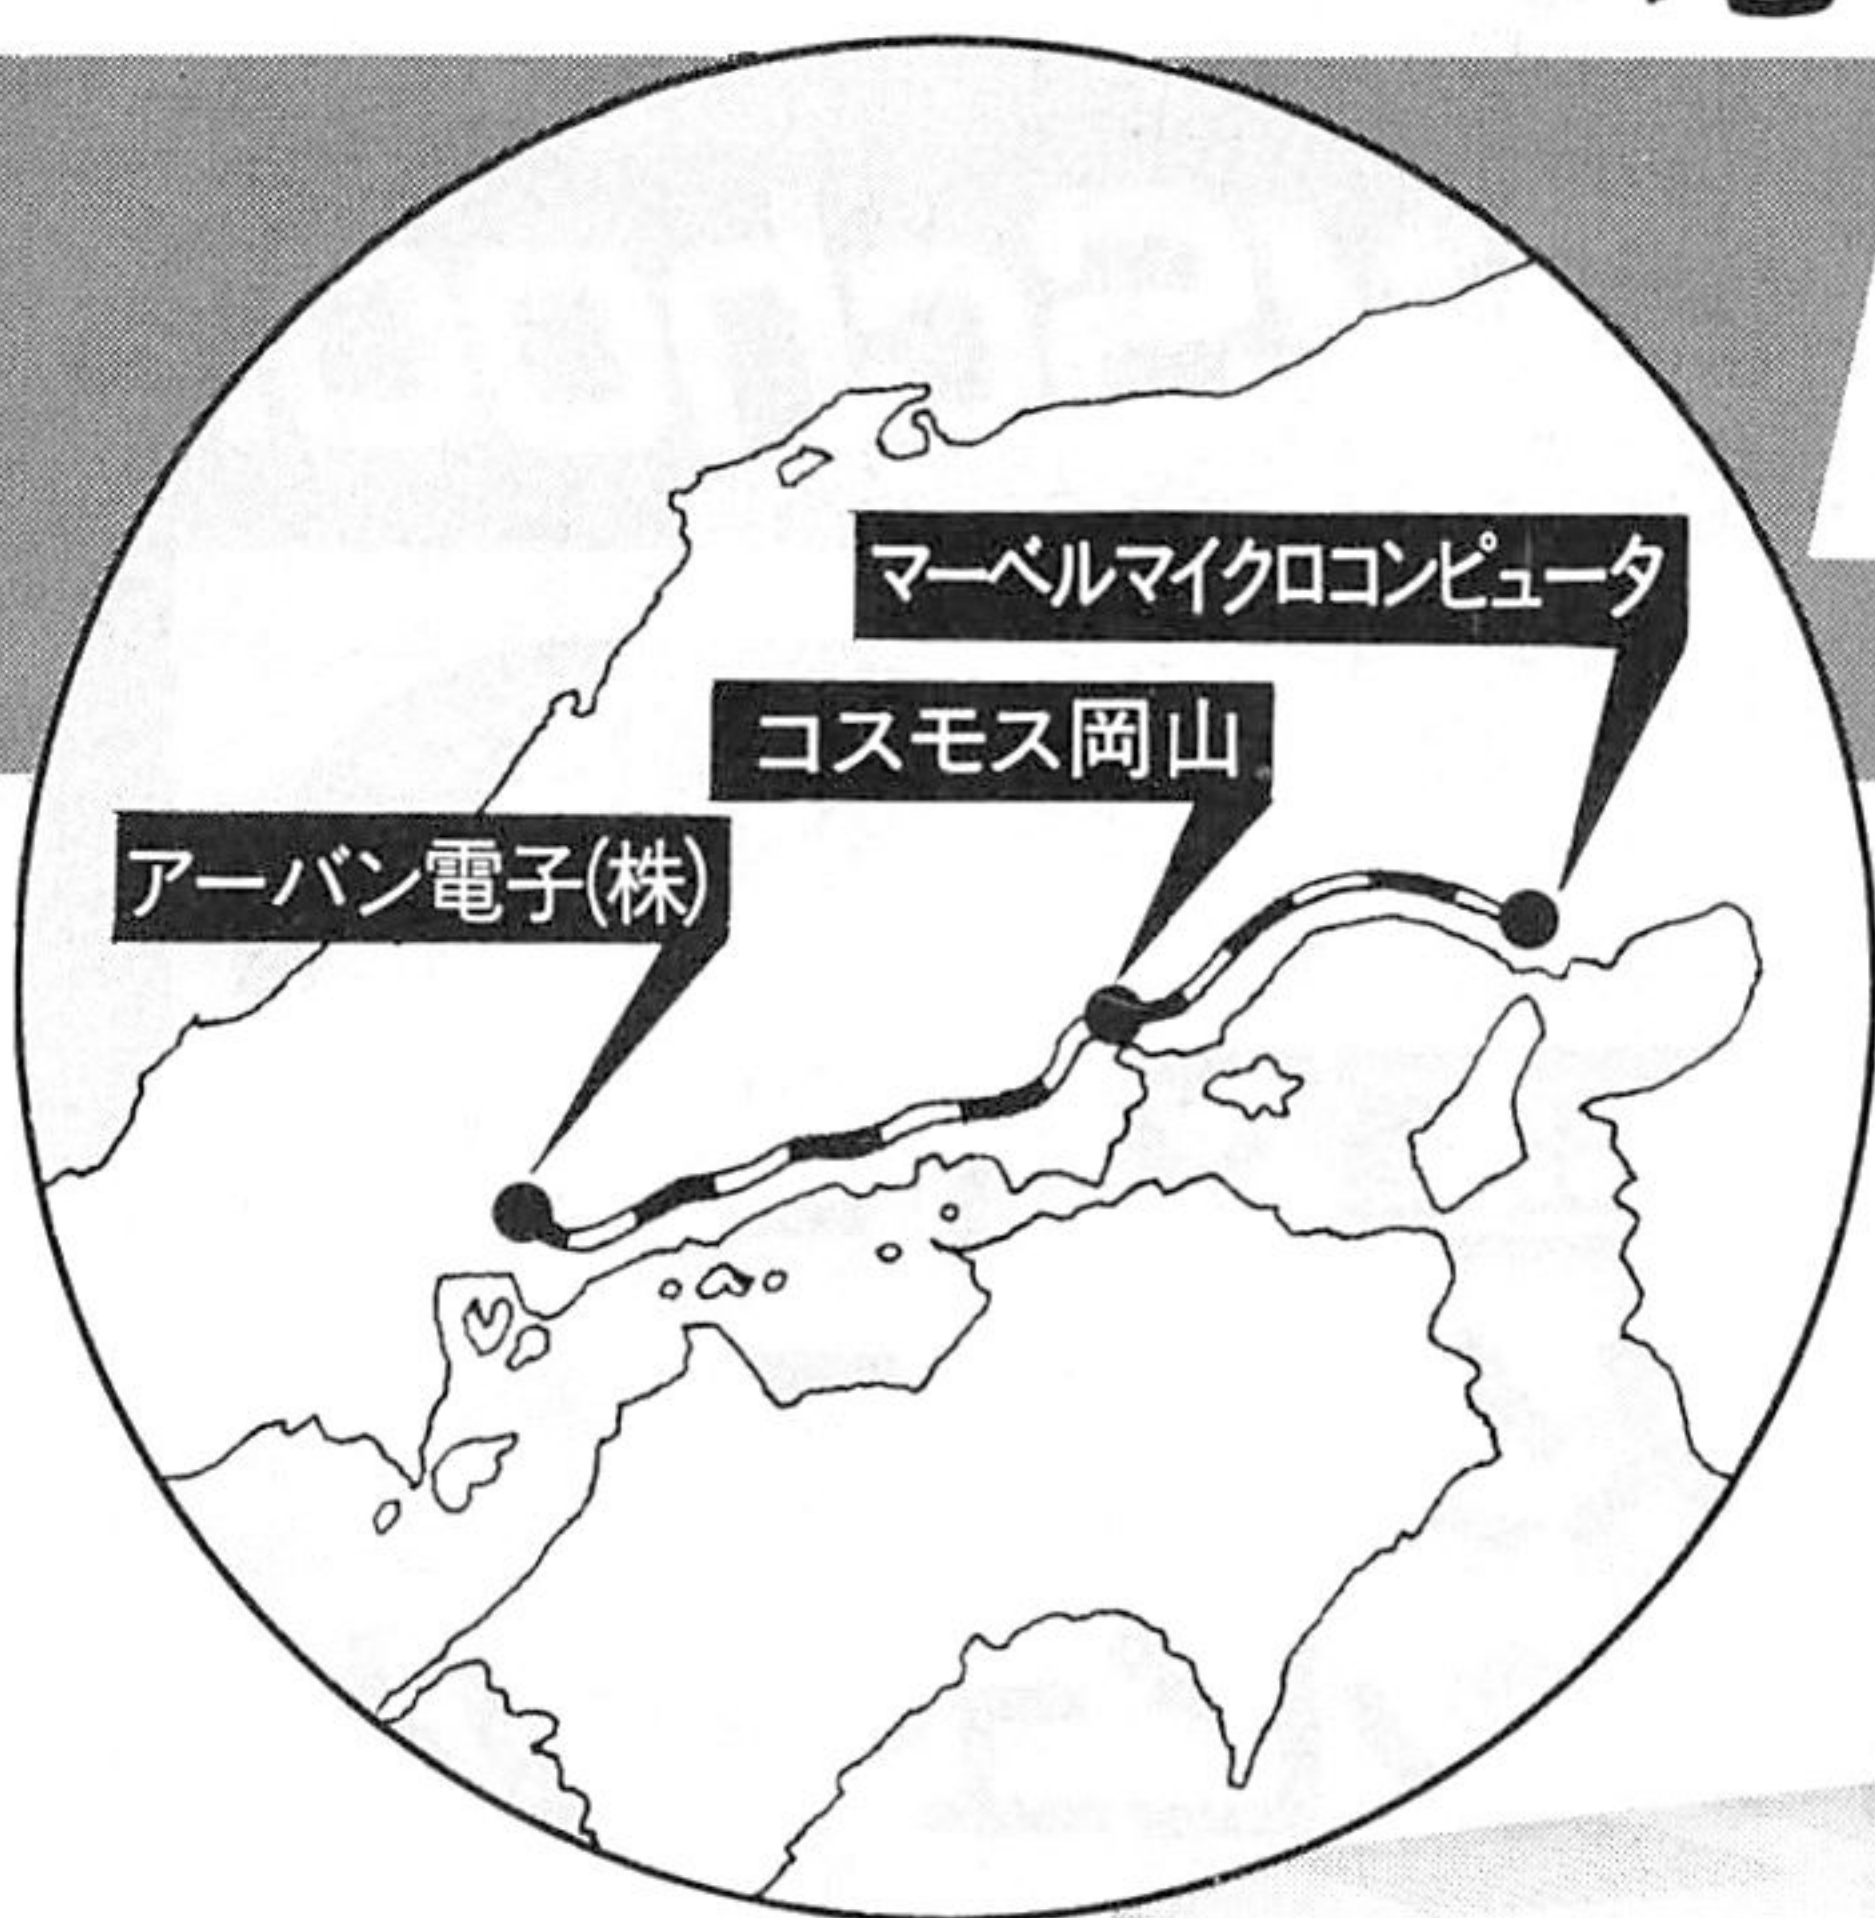 マーベルマイクロコンピュータ
コスモス岡山
アーバン電子(株)